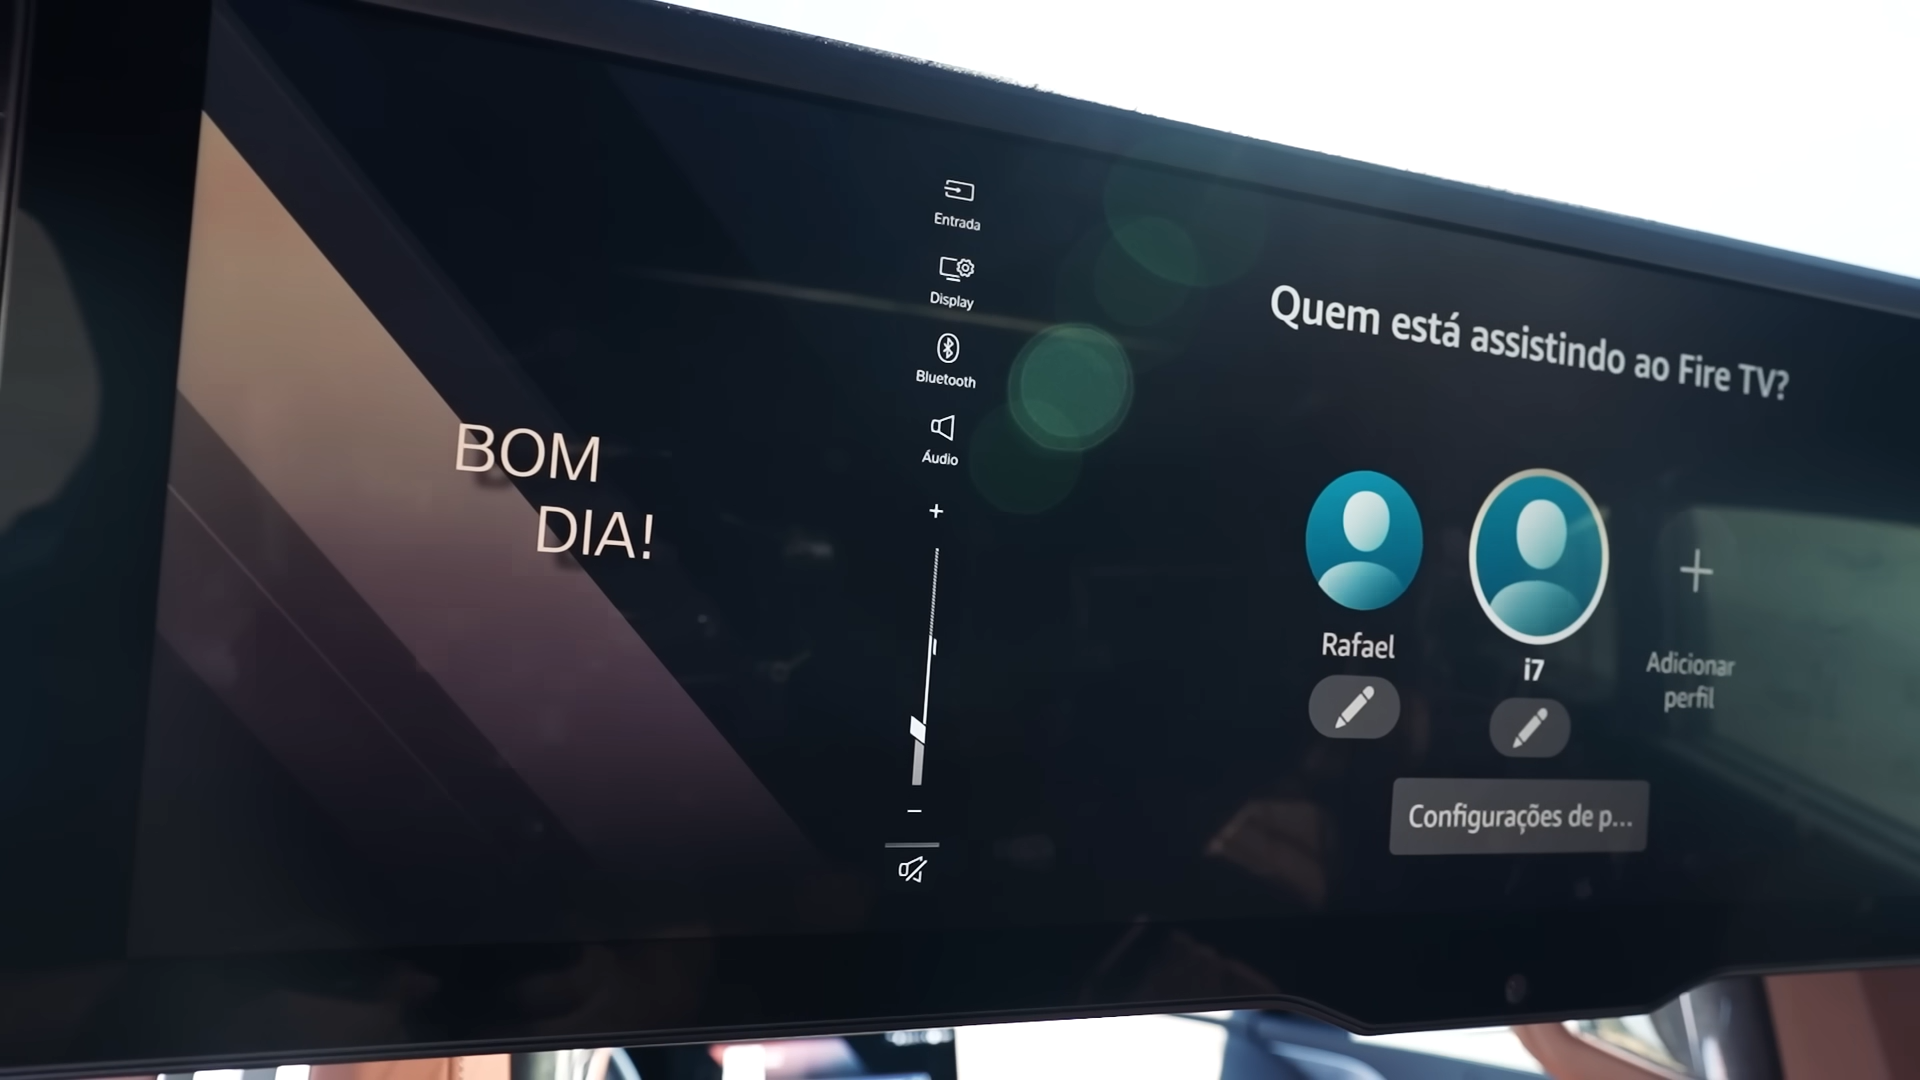 BOM
DIA!
Entrada
Display
Bluetooth
Áudio
+
−
Quem está assistindo ao Fire TV?
Rafael
i7
+
Adicionar
perfil
Configurações de p...